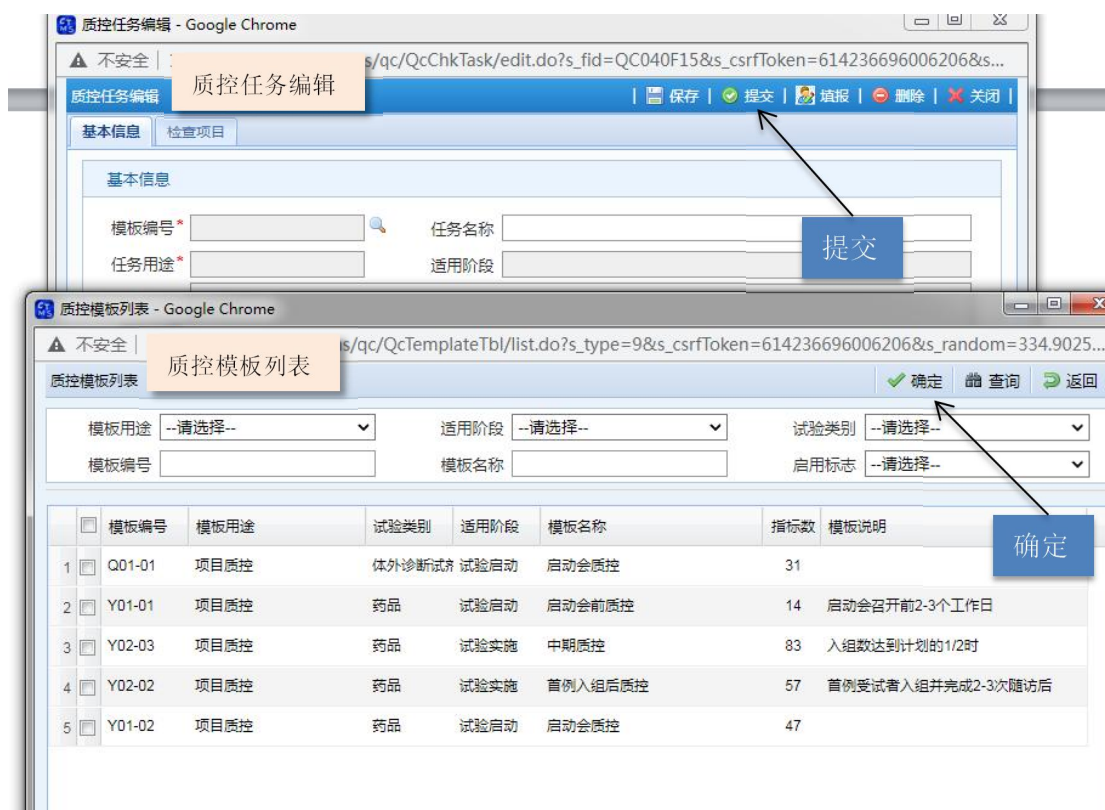 质控任务编辑 - Google Chrome
不安全 s/qc/QcChkTask/edit.do?s_fid=QC040F15&s_csrfToken=614236696006206&s...
质控任务编辑
质控任务编辑 | 保存 | 提交 | 填报 | 删除 | 关闭 |
基本信息 检查项目
基本信息
模板编号* 任务名称
提交
任务用途* 适用阶段
质控模板列表 - Google Chrome
不安全 s/qc/QcTemplateTbl/list.do?s_type=9&s_csrfToken=614236696006206&s_random=334.9025...
质控模板列表
质控模板列表 确定 查询 返回
模板用途 --请选择-- 适用阶段 --请选择-- 试验类别 --请选择--
模板编号 模板名称 启用标志 --请选择--
模板编号 模板用途 试验类别 适用阶段 模板名称 指标数 模板说明
确定
1 Q01-01 项目质控 体外诊断试剂 试验启动 启动会质控 31
2 Y01-01 项目质控 药品 试验启动 启动会前质控 14 启动会召开前2-3个工作日
3 Y02-03 项目质控 药品 试验实施 中期质控 83 入组数达到计划的1/2时
4 Y02-02 项目质控 药品 试验实施 首例入组后质控 57 首例受试者入组并完成2-3次随访后
5 Y01-02 项目质控 药品 试验启动 启动会质控 47